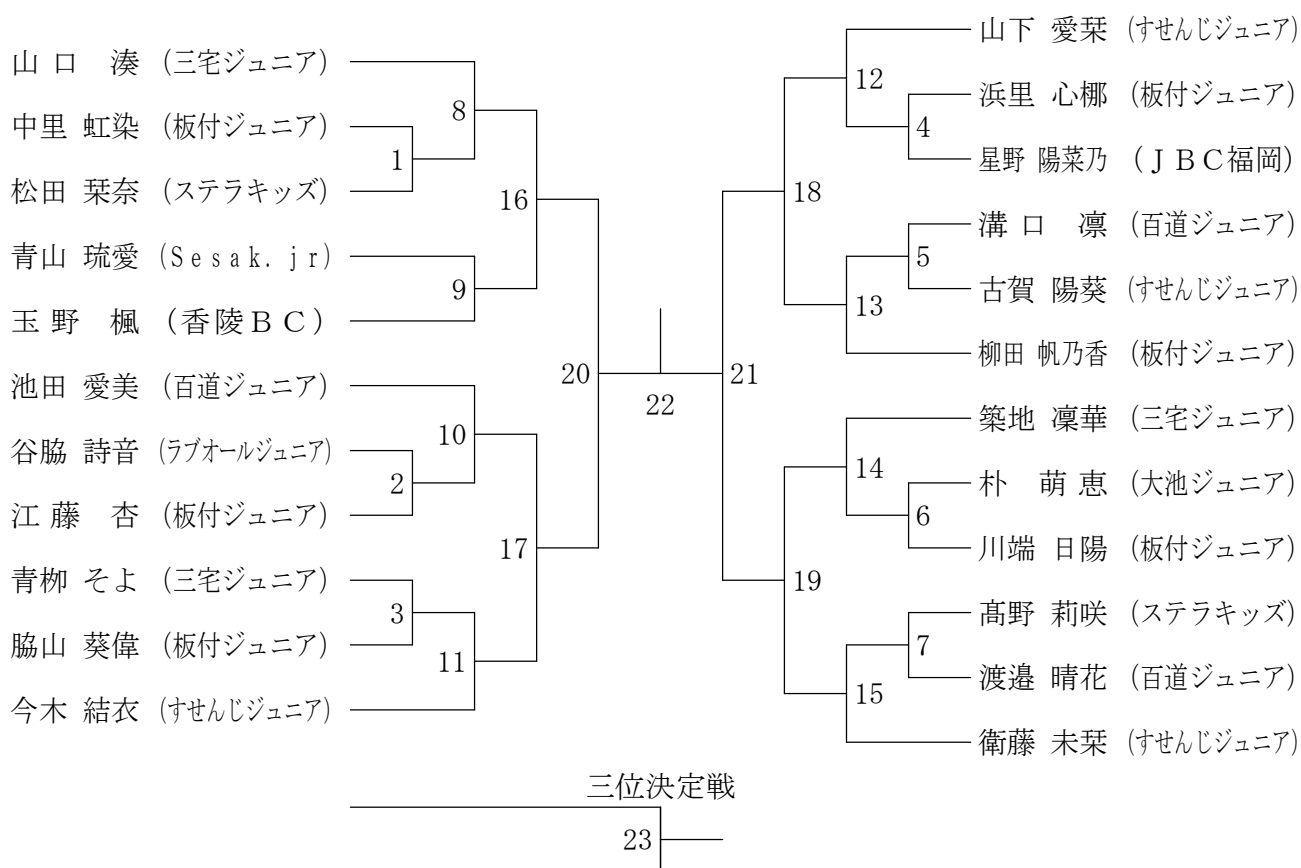 山口 湊 (三宅ジュニア)
中里 虹染 (板付ジュニア)
松田 栞奈 (ステラキッズ)
青山 琉愛 (Sesak.jr)
玉野 楓 (香陵BC)
池田 愛美 (百道ジュニア)
谷脇 詩音 (ラブオールジュニア)
江藤 杏 (板付ジュニア)
青栁 そよ (三宅ジュニア)
脇山 葵偉 (板付ジュニア)
今木 結衣 (すせんじジュニア)
1
2
3
8
9
10
11
16
17
20
22
21
18
19
12
13
14
15
4
5
6
7
山下 愛栞 (すせんじジュニア)
浜里 心梛 (板付ジュニア)
星野 陽菜乃 (JBC福岡)
溝口 凛 (百道ジュニア)
古賀 陽葵 (すせんじジュニア)
柳田 帆乃香 (板付ジュニア)
築地 凜華 (三宅ジュニア)
朴 萌恵 (大池ジュニア)
川端 日陽 (板付ジュニア)
髙野 莉咲 (ステラキッズ)
渡邉 晴花 (百道ジュニア)
衛藤 未栞 (すせんじジュニア)
三位決定戦
23